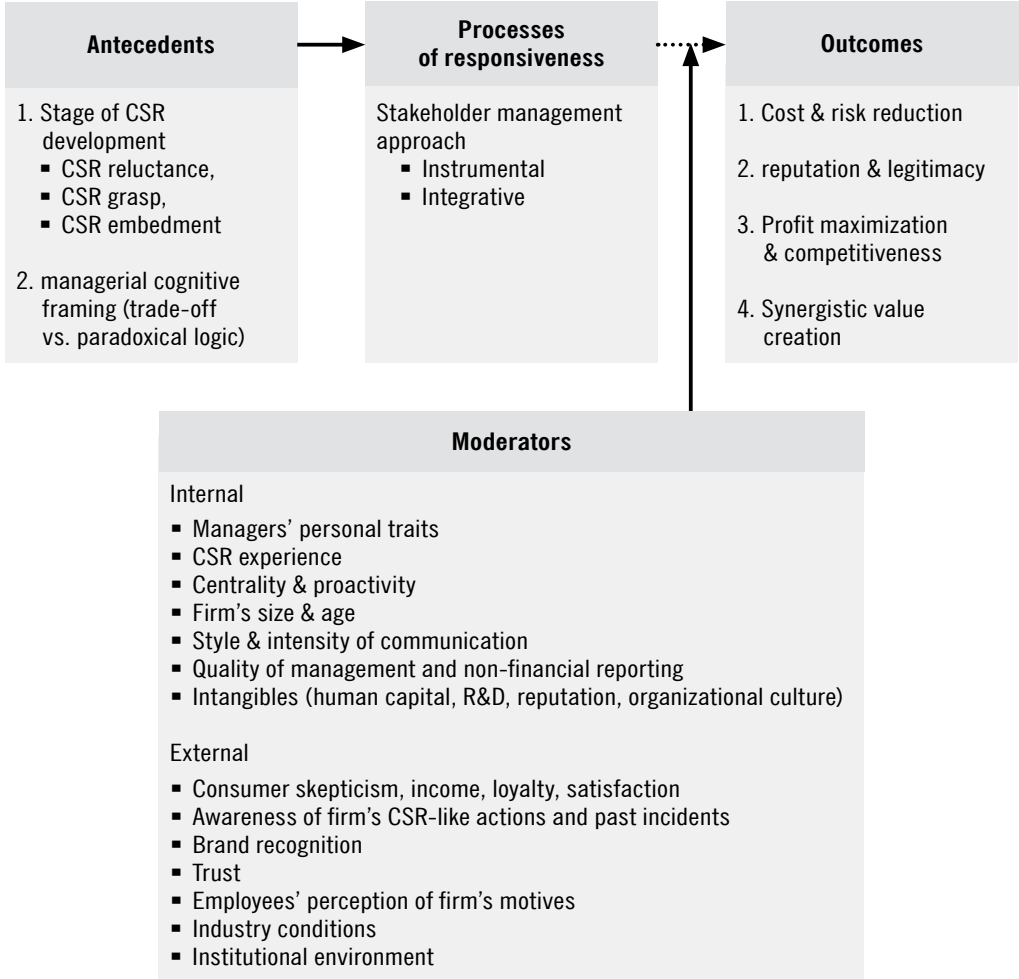 Antecedents
1. Stage of CSR
development
▪ CSR reluctance,
▪ CSR grasp,
▪ CSR embedment
2. managerial cognitive
framing (trade-off
vs. paradoxical logic)
Processes
of responsiveness
Stakeholder management
approach
▪ Instrumental
▪ Integrative
Outcomes
1. Cost & risk reduction
2. reputation & legitimacy
3. Profit maximization
& competitiveness
4. Synergistic value
creation
Moderators
Internal
▪ Managers’ personal traits
▪ CSR experience
▪ Centrality & proactivity
▪ Firm’s size & age
▪ Style & intensity of communication
▪ Quality of management and non-financial reporting
▪ Intangibles (human capital, R&D, reputation, organizational culture)
External
▪ Consumer skepticism, income, loyalty, satisfaction
▪ Awareness of firm’s CSR-like actions and past incidents
▪ Brand recognition
▪ Trust
▪ Employees’ perception of firm’s motives
▪ Industry conditions
▪ Institutional environment